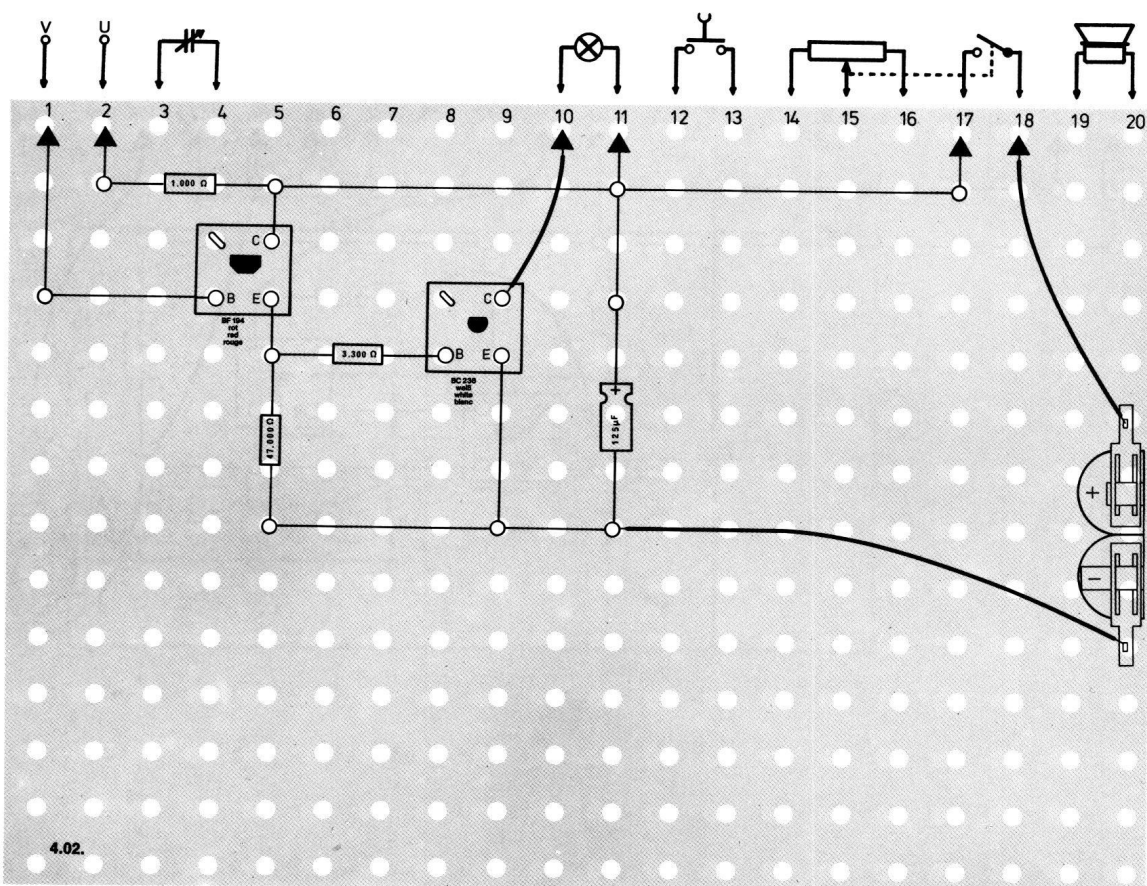 V U
1 2 3 4 5 6 7 8 9 10 11 12 13 14 15 16 17 18 19 20
1.000 Ω
C
B E
BF 194
rot
red
rouge
C
3.300 Ω
B E
BC 238
weiß
white
blanc
+
125µF
47.000 Ω
+
−
4.02.